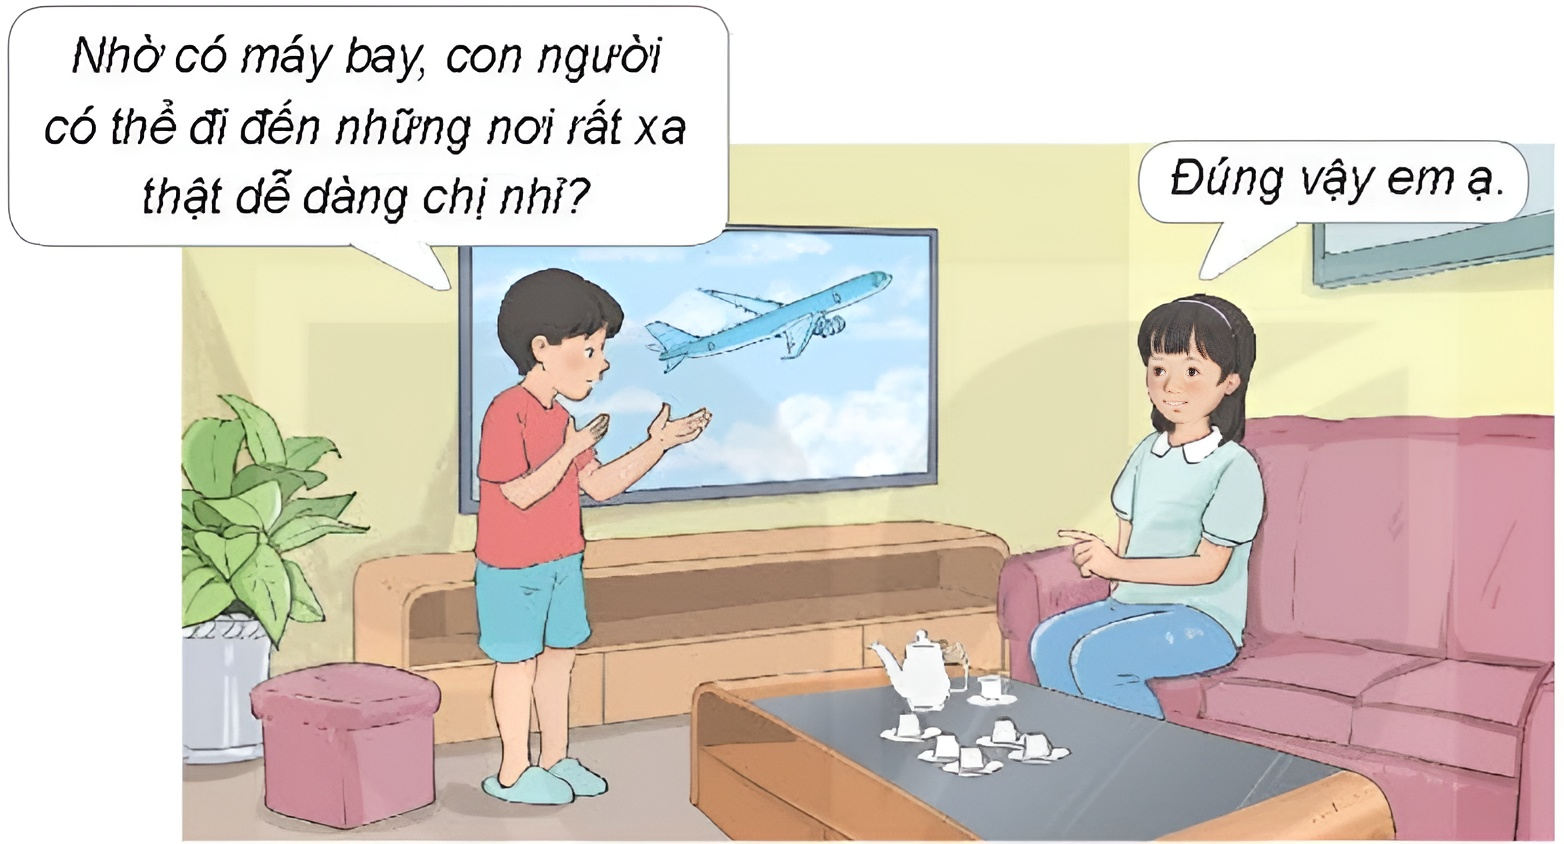 Nhờ có máy bay, con người
có thể đi đến những nơi rất xa
thật dễ dàng chị nhỉ?
Đúng vậy em ạ.